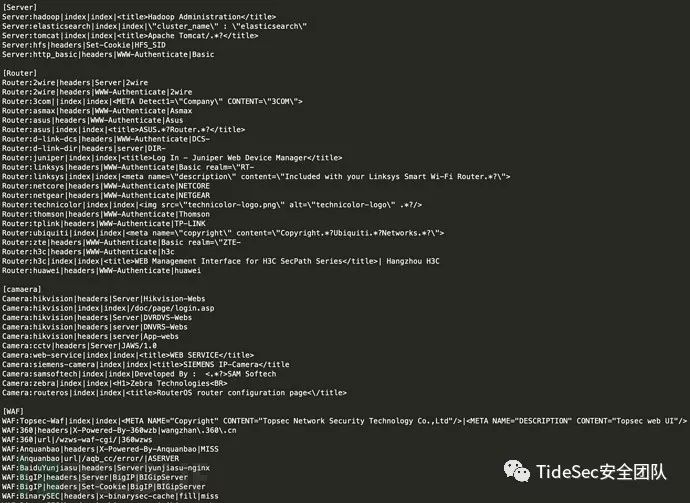 [Server]
Server:hadoop|index|index|<title>Hadoop Administration</title>
Server:elasticsearch|index|index|\"cluster_name\" : \"elasticsearch\"
Server:tomcat|index|index|<title>Apache Tomcat/.*?</title>
Server:hfs|headers|Set-Cookie|HFS_SID
Server:http_basic|headers|WWW-Authenticate|Basic
[Router]
Router:2wire|headers|Server|2wire
Router:2wire|headers|WWW-Authenticate|2wire
Router:3com||index|index|<META Detect1=\"Company\" CONTENT=\"3COM\">
Router:asmax|headers|WWW-Authenticate|Asmax
Router:asus|headers|WWW-Authenticate|Asus
Router:asus|index|index|<title>ASUS.*?Router.*?</title>
Router:d-link-dcs|headers|WWW-Authenticate|DCS-
Router:d-link-dir|headers|server|DIR-
Router:juniper|index|index|<title>Log In - Juniper Web Device Manager</title>
Router:linksys|headers|WWW-Authenticate|Basic realm=\"RT-
Router:linksys|index|index|<meta name=\"description\" content=\"Included with your Linksys Smart Wi-Fi Router.*?\">
Router:netcore|headers|WWW-Authenticate|NETCORE
Router:netgear|headers|WWW-Authenticate|NETGEAR
Router:technicolor|index|index|<img src=\"technicolor-logo.png\" alt=\"technicolor-logo\" .*?/>
Router:thomson|headers|WWW-Authenticate|Thomson
Router:tplink|headers|WWW-Authenticate|TP-LINK
Router:ubiquiti|index|index|<meta name=\"copyright\" content=\"Copyright.*?Ubiquiti.*?Networks.*?\">
Router:zte|headers|WWW-Authenticate|Basic realm=\"ZTE-
Router:h3c|headers|WWW-Authenticate|h3c
Router:h3c|index|index|<title>WEB Management Interface for H3C SecPath Series</title>| Hangzhou H3C
Router:huawei|headers|WWW-Authenticate|huawei
[camaera]
Camera:hikvision|headers|Server|Hikvision-Webs
Camera:hikvision|index|index|/doc/page/login.asp
Camera:hikvision|headers|Server|DVRDVS-Webs
Camera:hikvision|headers|Server|DNVRS-Webs
Camera:hikvision|headers|server|App-webs
Camera:cctv|headers|Server|JAWS/1.0
Camera:web-service|index|index|<title>WEB SERVICE</title>
Camera:siemens-camera|index|index|<title>SIEMENS IP-Camera</title
Camera:samsoftech|index|index|Developed By :  <.*?>SAM Softech
Camera:zebra|index|index|<H1>Zebra Technologies<BR>
Camera:routeros|index|index|<title>RouterOS router configuration page<\/title>
[WAF]
WAF:Topsec-Waf|index|index|<META NAME="Copyright" CONTENT="Topsec Network Security Technology Co.,Ltd"/>|<META NAME="DESCRIPTION" CONTENT="Topsec web UI"/>
WAF:360|headers|X-Powered-By-360wzb|wangzhan\.360\.cn
WAF:360|url|/wzws-waf-cgi/|360wzws
WAF:Anquanbao|headers|X-Powered-By-Anquanbao|MISS
WAF:Anquanbao|url|/aqb_cc/error/|ASERVER
WAF:BaiduYunjiasu|headers|Server|yunjiasu-nginx
WAF:BigIP|headers|Server|BigIP|BIGipServer
WAF:BigIP|headers|Set-Cookie|BigIP|BIGipServer
WAF:BinarySEC|headers|x-binarysec-cache|fill|miss
TideSec安全团队